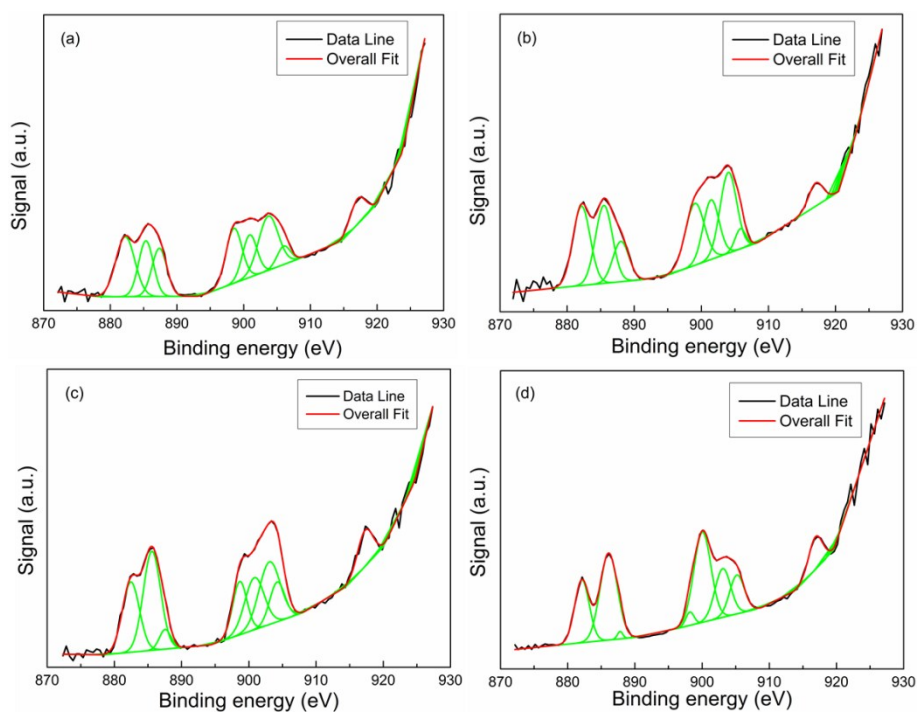 (a)
Data Line
Overall Fit
Signal (a.u.)
870 880 890 900 910 920 930
Binding energy (eV)
(b)
Data Line
Overall Fit
Signal (a.u.)
870 880 890 900 910 920 930
Binding energy (eV)
(c)
Data Line
Overall Fit
Signal (a.u.)
870 880 890 900 910 920 930
Binding energy (eV)
(d)
Data Line
Overall Fit
Signal (a.u.)
870 880 890 900 910 920 930
Binding energy (eV)